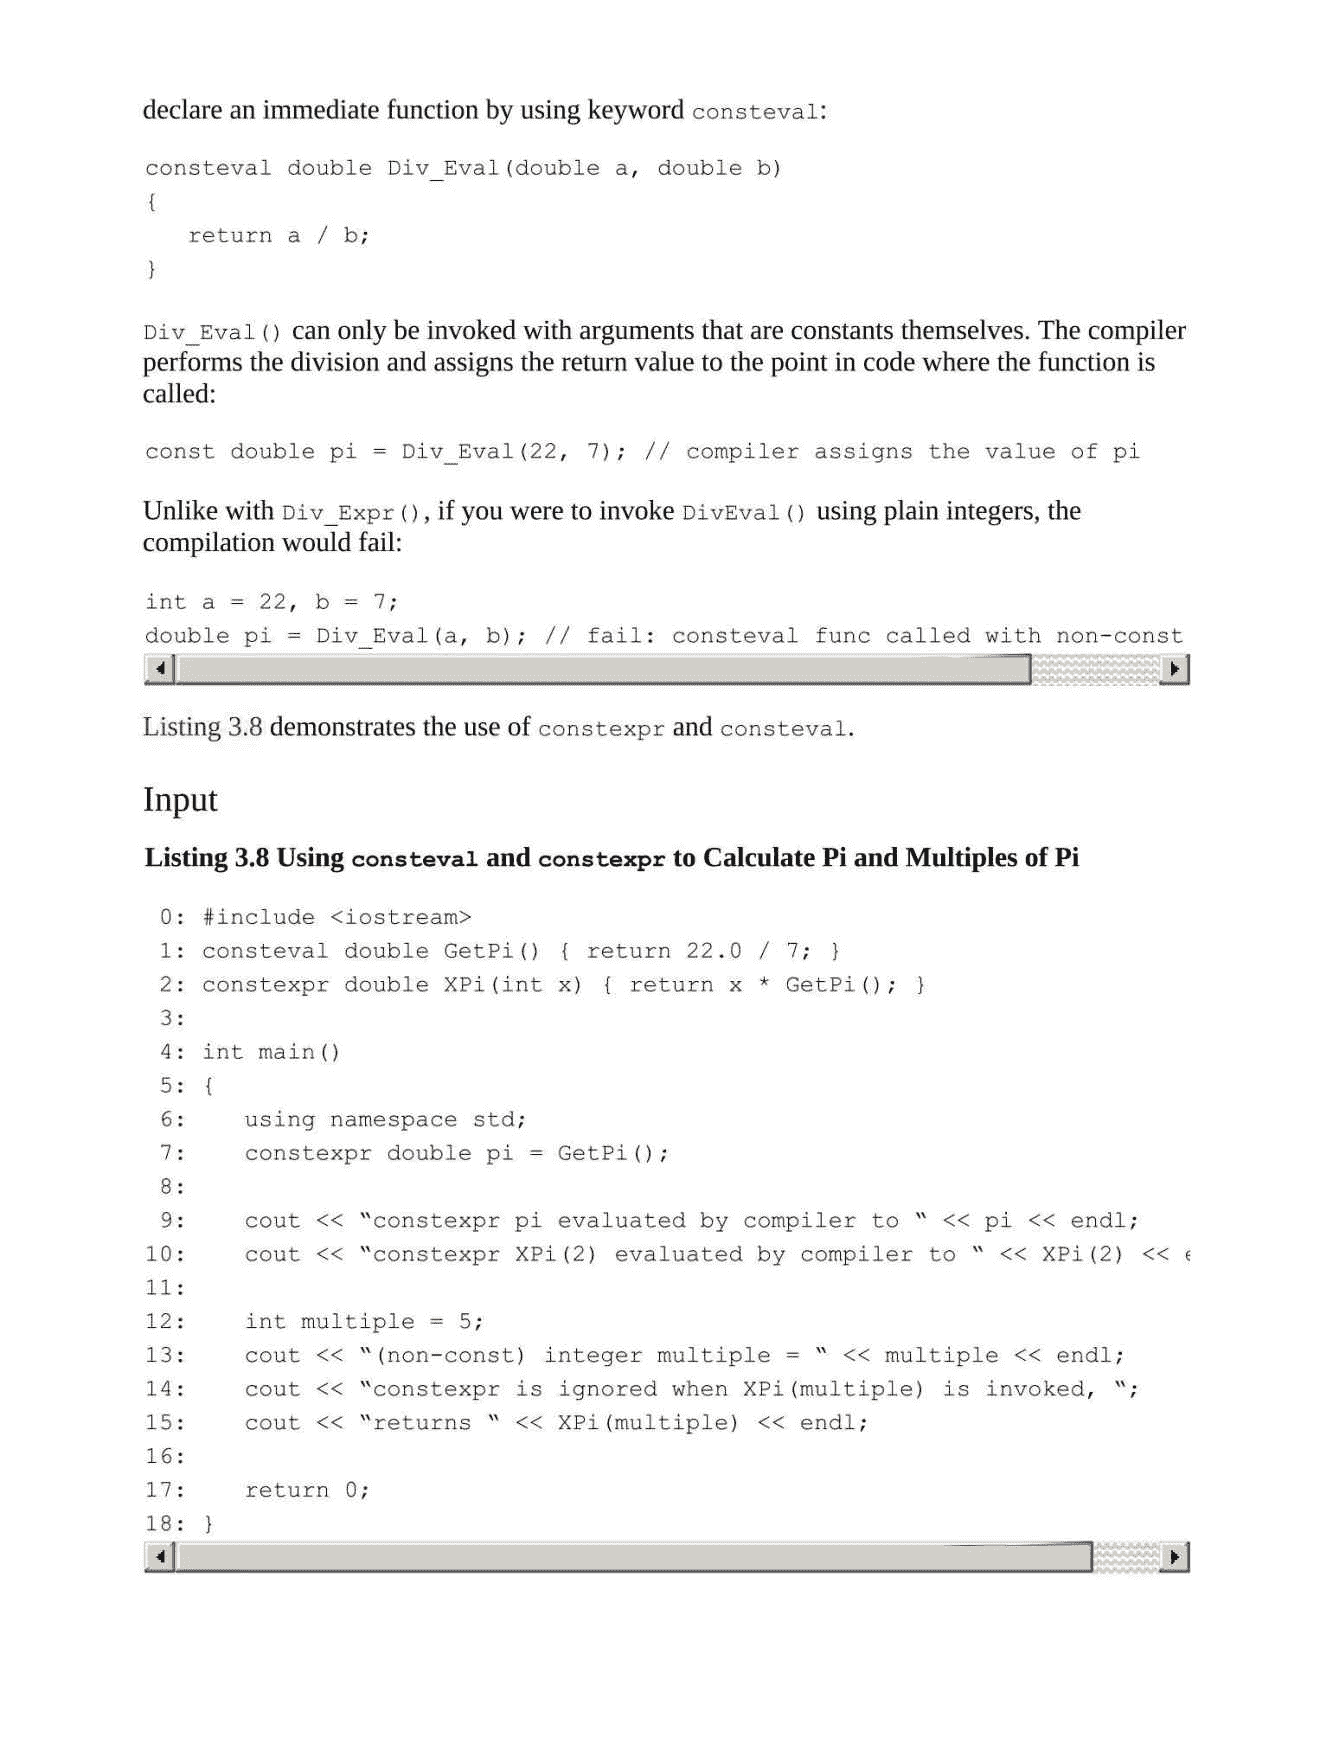 declare an immediate function by using keyword consteval:
consteval double Div_Eval(double a, double b)
{
   return a / b;
}
Div_Eval() can only be invoked with arguments that are constants themselves. The compiler
performs the division and assigns the return value to the point in code where the function is
called:
const double pi = Div_Eval(22, 7); // compiler assigns the value of pi
Unlike with Div_Expr(), if you were to invoke DivEval() using plain integers, the
compilation would fail:
int a = 22, b = 7;
double pi = Div_Eval(a, b); // fail: consteval func called with non-const
Listing 3.8 demonstrates the use of constexpr and consteval.
Input
Listing 3.8 Using consteval and constexpr to Calculate Pi and Multiples of Pi
 0: #include <iostream>
 1: consteval double GetPi() { return 22.0 / 7; }
 2: constexpr double XPi(int x) { return x * GetPi(); }
 3:
 4: int main()
 5: {
 6:    using namespace std;
 7:    constexpr double pi = GetPi();
 8:
 9:    cout << “constexpr pi evaluated by compiler to “ << pi << endl;
10:    cout << “constexpr XPi(2) evaluated by compiler to “ << XPi(2) <<
11:
12:    int multiple = 5;
13:    cout << “(non-const) integer multiple = “ << multiple << endl;
14:    cout << “constexpr is ignored when XPi(multiple) is invoked, “;
15:    cout << “returns “ << XPi(multiple) << endl;
16:
17:    return 0;
18: }